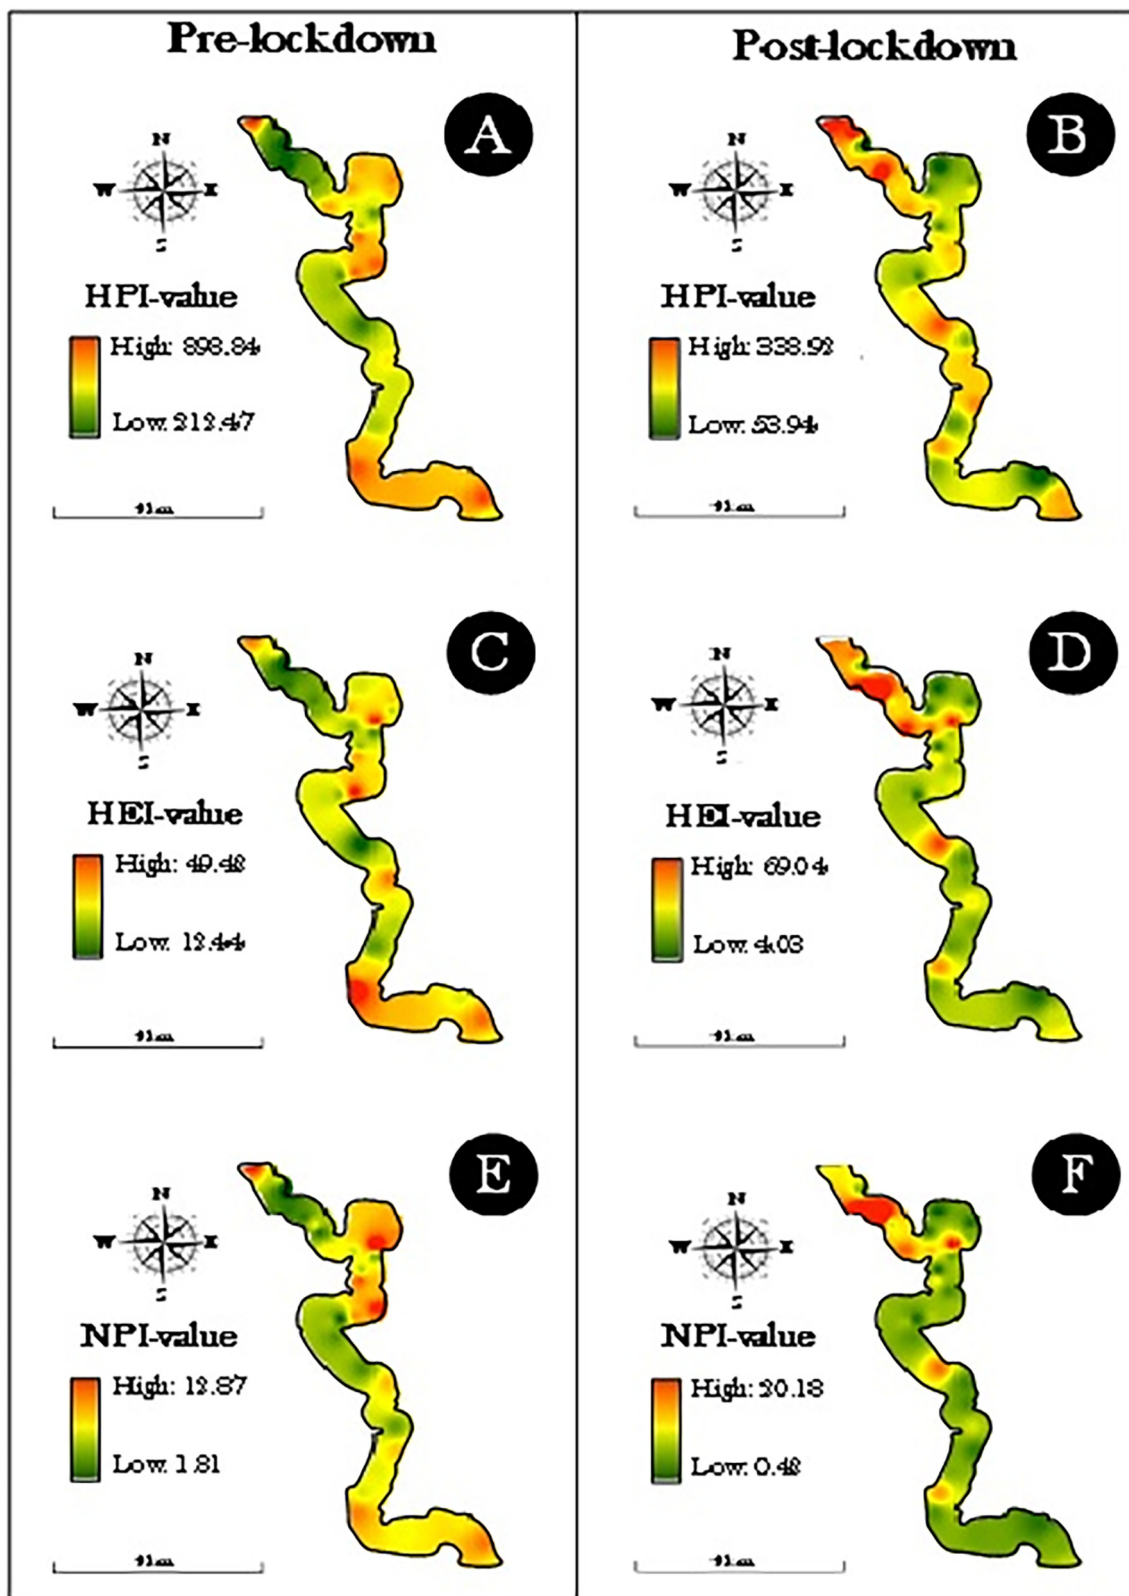 Pre-lockdown
Post-lockdown
A
B
N
W
S
N
W
S
HPI-value
HPI-value
High: 898.84
High: 338.98
Low: 212.47
Low: 53.94
C
D
N
W
S
N
W
S
HEI-value
HEI-value
High: 49.48
High: 69.04
Low: 12.44
Low: 4.03
E
F
N
W
S
N
W
S
NPI-value
NPI-value
High: 12.87
High: 20.18
Low: 1.81
Low: 0.48